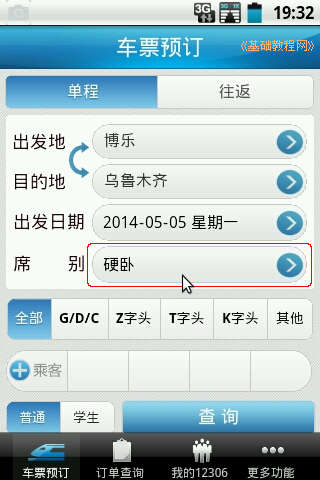 3G 19:32
车票预订 《基础教程网》
单程 往返
出发地 博乐
目的地 乌鲁木齐
出发日期 2014-05-05 星期一
席 别 硬卧
全部 G/D/C Z字头 T字头 K字头 其他
乘客
普通 学生 查询
车票预订 订单查询 我的12306 更多功能